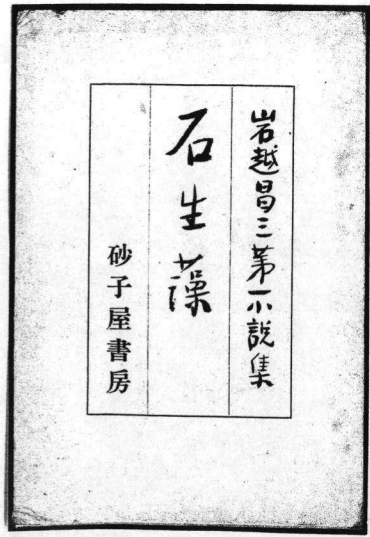 岩越昌三第一小説集
石生藻
砂子屋書房